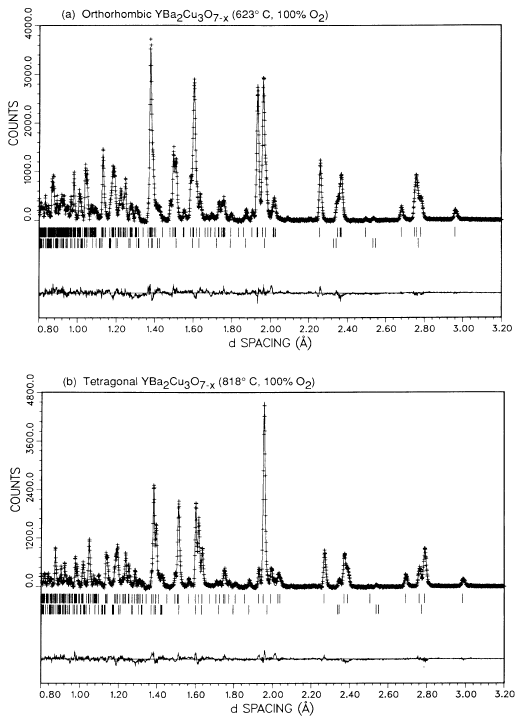 (a) Orthorhombic YBa2Cu3O7-x (623° C, 100% O2)
4000.0
3000.0
2000.0
1000.0
0.0
COUNTS
0.80 1.00 1.20 1.40 1.60 1.80 2.00 2.20 2.40 2.60 2.80 3.00 3.20
d SPACING (Å)
(b) Tetragonal YBa2Cu3O7-x (818° C, 100% O2)
4800.0
3600.0
2400.0
1200.0
0.0
COUNTS
0.80 1.00 1.20 1.40 1.60 1.80 2.00 2.20 2.40 2.60 2.80 3.00 3.20
d SPACING (Å)